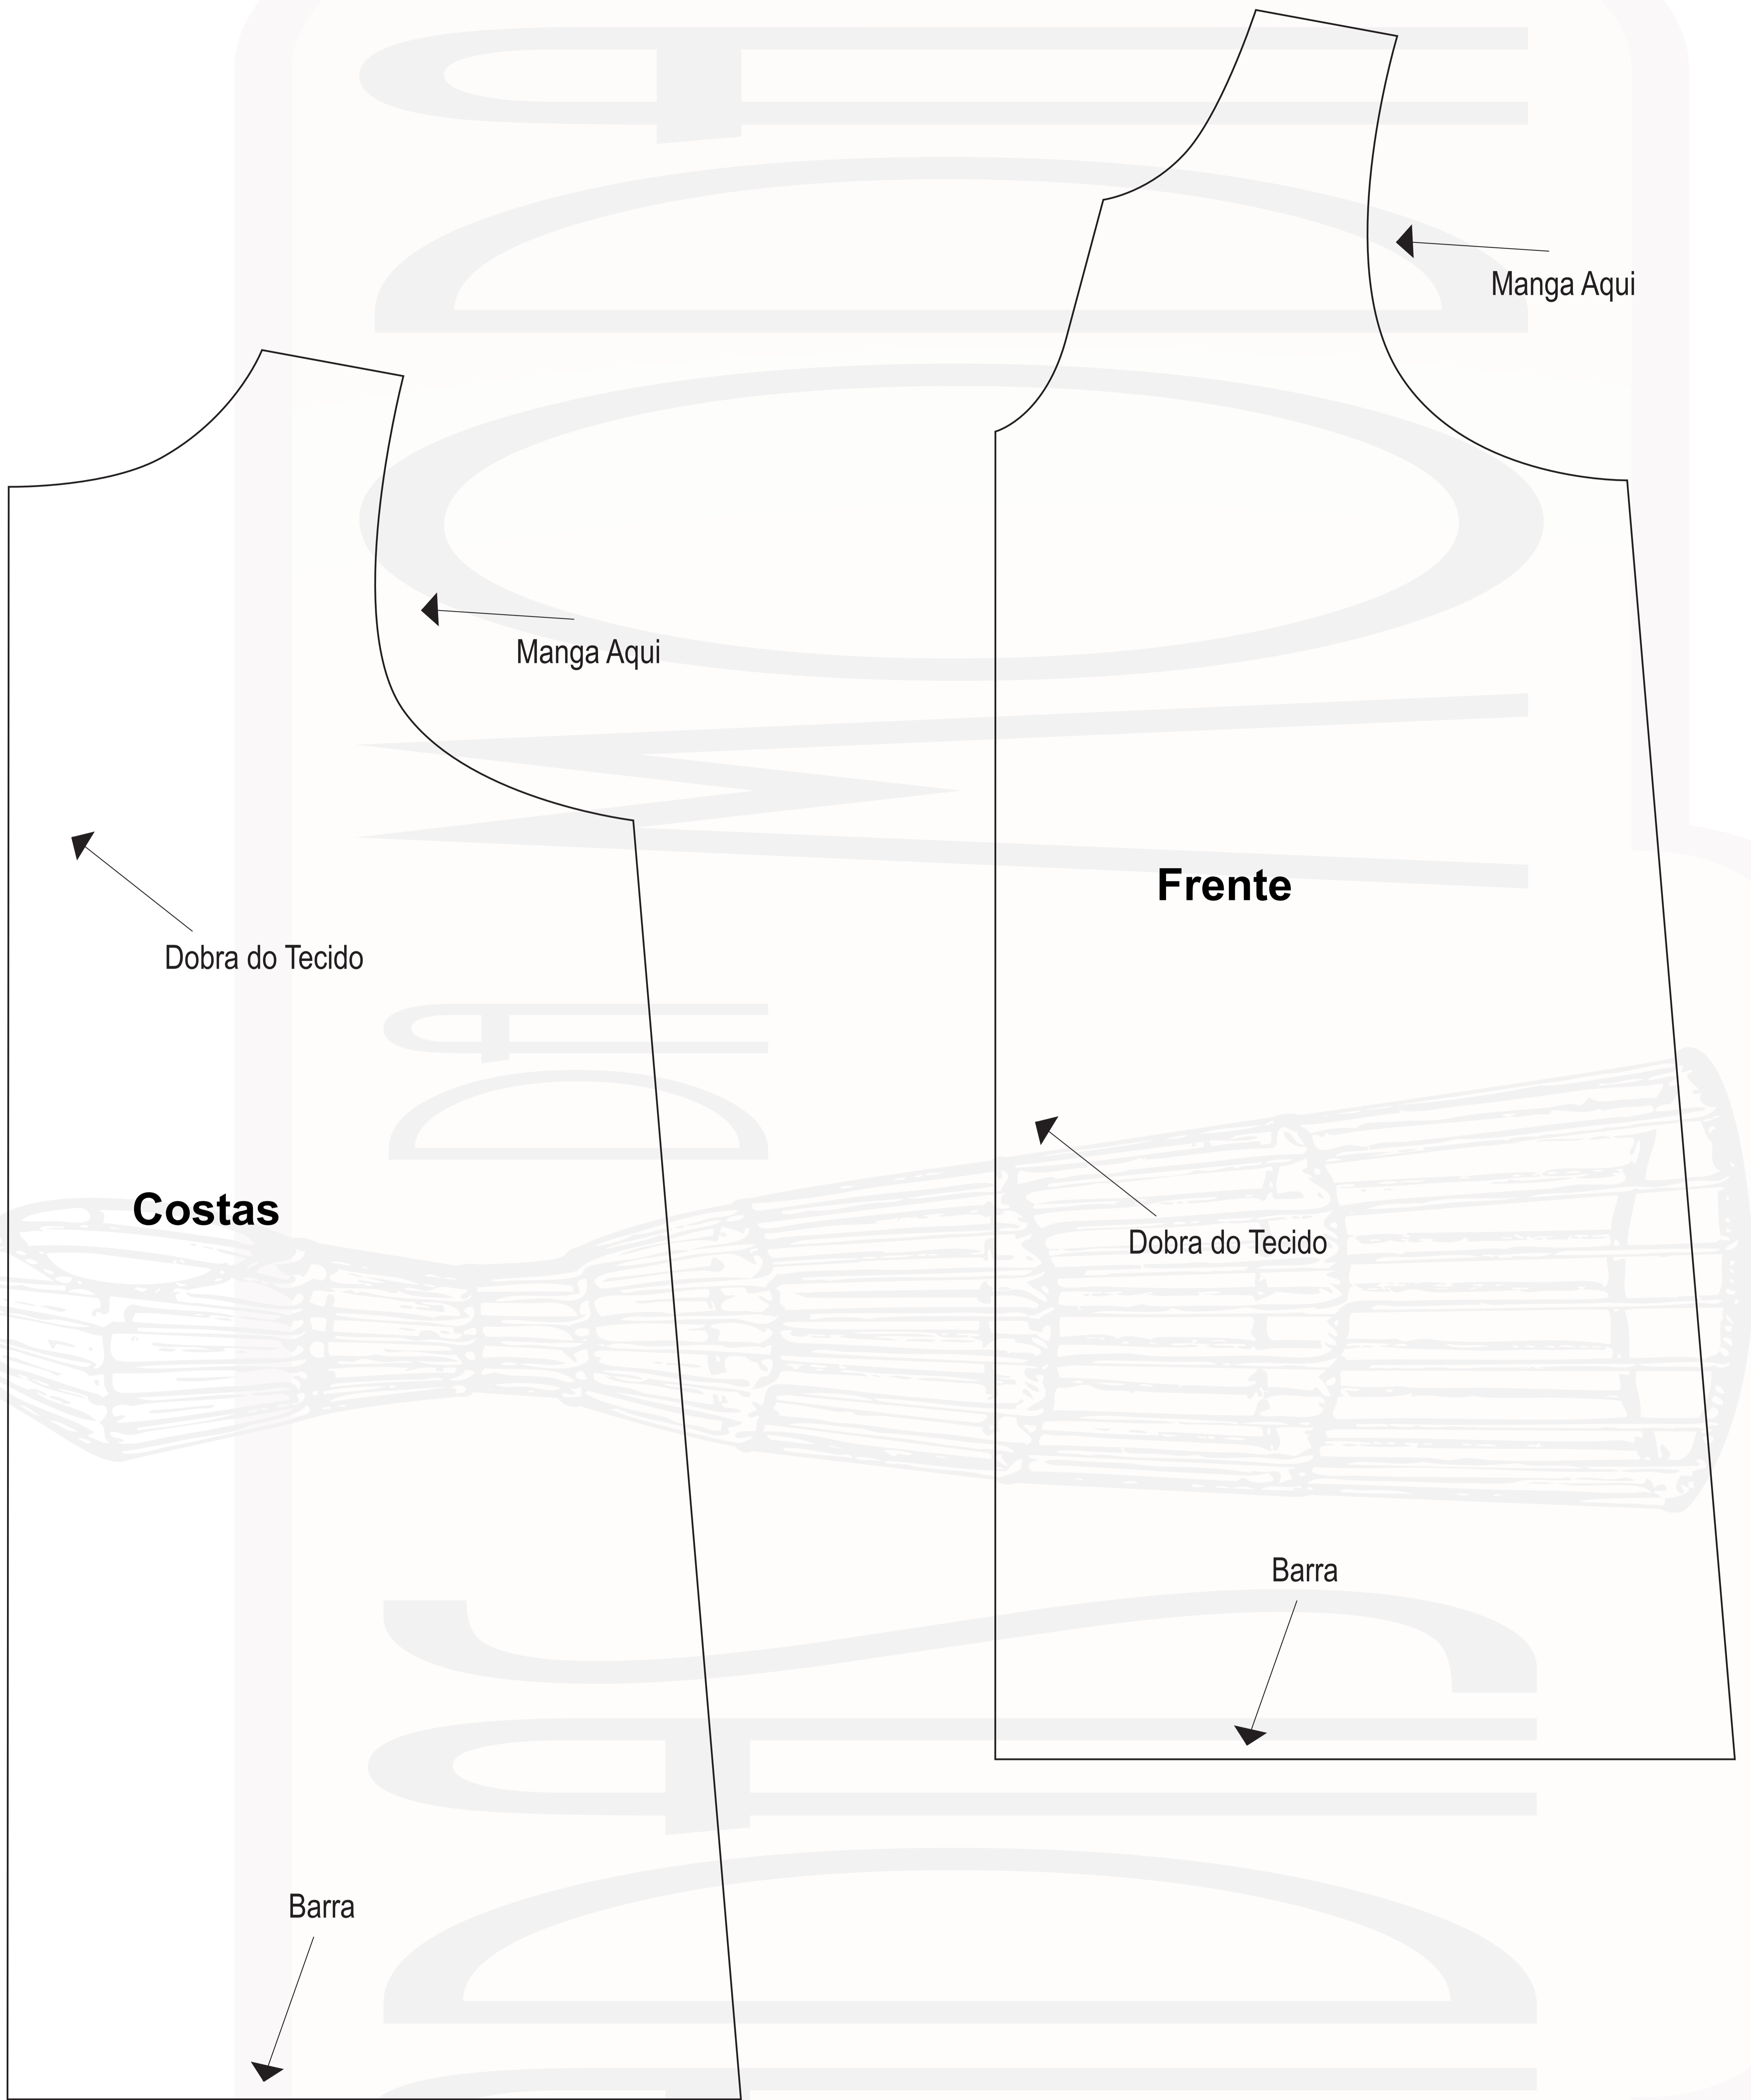 Manga Aqui
Manga Aqui
Frente
Dobra do Tecido
Costas
Dobra do Tecido
Barra
Barra